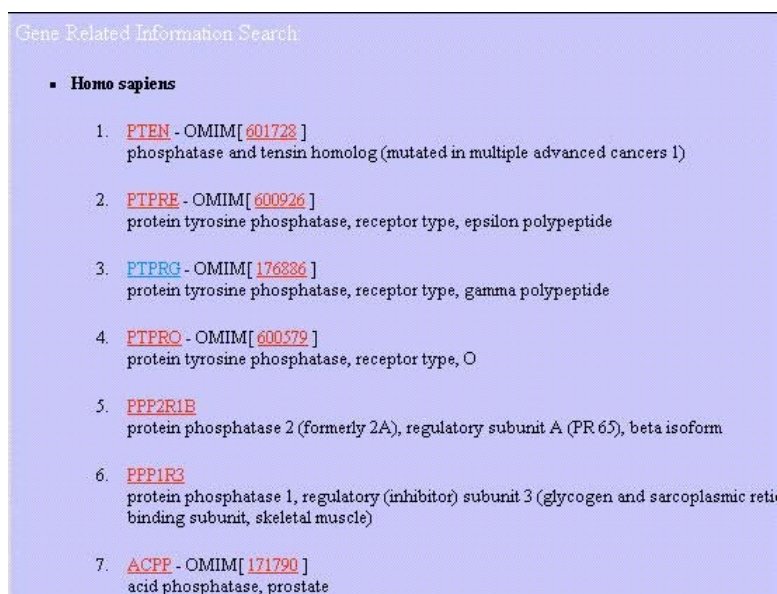 Gene Related Information Search:
▪ Homo sapiens
1. PTEN - OMIM[ 601728 ]
phosphatase and tensin homolog (mutated in multiple advanced cancers 1)
2. PTPRE - OMIM[ 600926 ]
protein tyrosine phosphatase, receptor type, epsilon polypeptide
3. PTPRG - OMIM[ 176886 ]
protein tyrosine phosphatase, receptor type, gamma polypeptide
4. PTPRO - OMIM[ 600579 ]
protein tyrosine phosphatase, receptor type, O
5. PPP2R1B
protein phosphatase 2 (formerly 2A), regulatory subunit A (PR 65), beta isoform
6. PPP1R3
protein phosphatase 1, regulatory (inhibitor) subunit 3 (glycogen and sarcoplasmic retic
binding subunit, skeletal muscle)
7. ACPP - OMIM[ 171790 ]
acid phosphatase, prostate